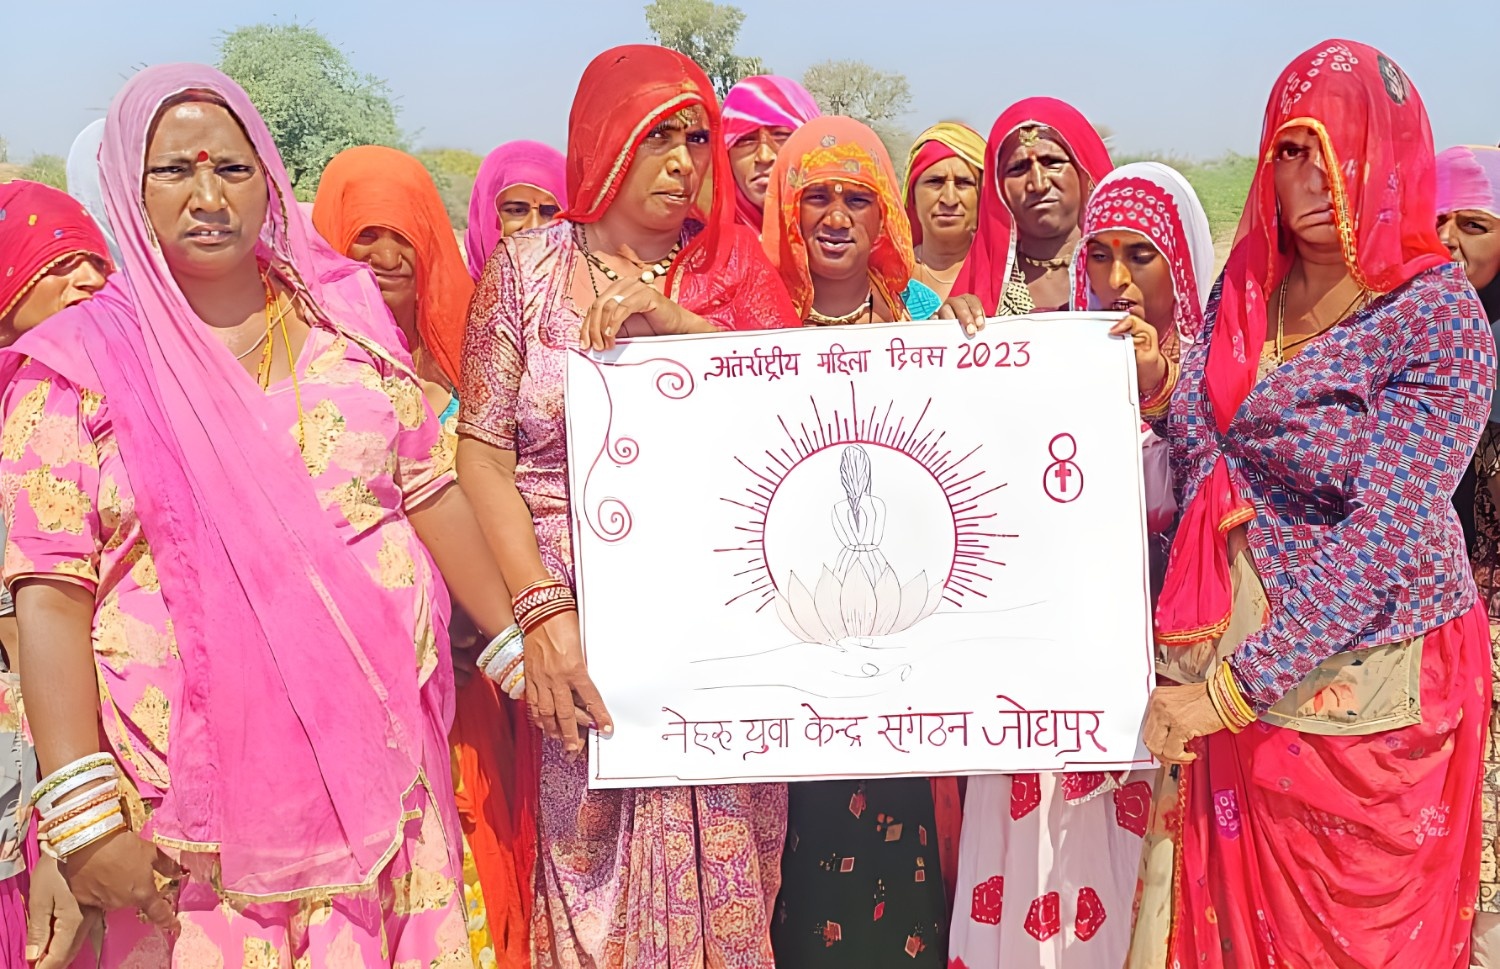 अंतर्राष्ट्रीय महिला दिवस 2023
नेहरु युवा केन्द्र संगठन जोधपुर